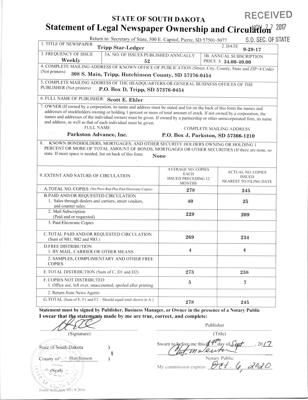 RECEIVED
2017
S.D. SEC. OF STATE
STATE OF SOUTH DAKOTA
Statement of Legal Newspaper Ownership and Circulation
Return to: Secretary of State, 500 E. Capitol, Pierre, SD 57501-5077
1. TITLE OF NEWSPAPER
Tripp Star-Ledger
2. DATE
9-29-17
3. FREQUENCY OF ISSUE
Weekly
3A. NO. OF ISSUES PUBLISHED ANNUALLY
52
3B. ANNUAL SUBSCRIPTION
PRICE $
4. COMPLETE MAILING ADDRESS OF KNOWN OFFICE OF PUBLICATION (Street, City, County, State and ZIP+4 Code)
(Not printers)
308 S. Main, Tripp, Hutchinson County, SD 57376-0454
5. COMPLETE MAILING ADDRESS OF THE HEADQUARTERS OF GENERAL BUSINESS OFFICES OF THE
PUBLISHER (Not printers)
P.O. Box D, Tripp, SD 57376-0454
6. FULL NAME OF PUBLISHER:
Scott E. Ehler
7. OWNER (If owned by a corporation, its name and address must be stated and list on the back of this form the names and
addresses of stockholders owning or holding 1 percent or more of total amount of stock. If not owned by a corporation, the
names and addresses of the individual owners must be given. If owned by a partnership or other unincorporated firm, its name
and address, as well as that of each individual must be given.
FULL NAME
COMPLETE MAILING ADDRESS
Parkston Advance, Inc.
P.O. Box J, Parkston, SD 57366-1210
8. KNOWN BONDHOLDERS, MORTGAGES, AND OTHER SECURITY HOLDERS OWNING OR HOLDING 1
PERCENT OR MORE OF TOTAL AMOUNT OF BONDS, MORTGAGES OR OTHER SECURITIES (If there are none, so
state. If more space is needed, list on back of this form.
None
9. EXTENT AND NATURE OF CIRCULATION
AVERAGE NO. COPIES
EACH
ISSUED PRECEDING 12
MONTHS
ACTUAL NO. COPIES
ISSUED
NEAREST TO FILING DATE
A. TOTAL NO. COPIES
278
245
B. PAID AND/OR REQUESTED CIRCULATION
1. Sales through dealers and carriers, street vendors,
and counter sales.
40
25
2. Mail Subscription
(Paid and/or requested)
229
209
3. Paid Electronic Copies
C. TOTAL PAID AND/OR REQUESTED CIRCULATION
(Sum of 9B1, 9B2 and 9B3.)
269
234
D. FREE DISTRIBUTION
1. BY MAIL, CARRIER OR OTHER MEANS
4
4
2. SAMPLES, COMPLIMENTARY AND OTHER FREE
COPIES
E. TOTAL DISTRIBUTION (Sum of C, D1 and D2)
273
238
F. COPIES NOT DISTRIBUTED
1. Office use, left over, unaccounted, spoiled after printing
5
7
2. Return from News Agents
G. TOTAL (Sum of E, F1 and F2 - Should equal total shown in A.)
278
245
Statement must be signed by Publisher, Business Manager, or Owner in the presence of a Notary Public
I swear that the statements made by me are true, correct, and complete:
Publisher
(Signature)
(Title)
State of South Dakota
County of Hutchinson
(Seal)
Sworn to before me this
day of Sept, 2017
Notary Public
My commission expires: Oct. 6, 2020